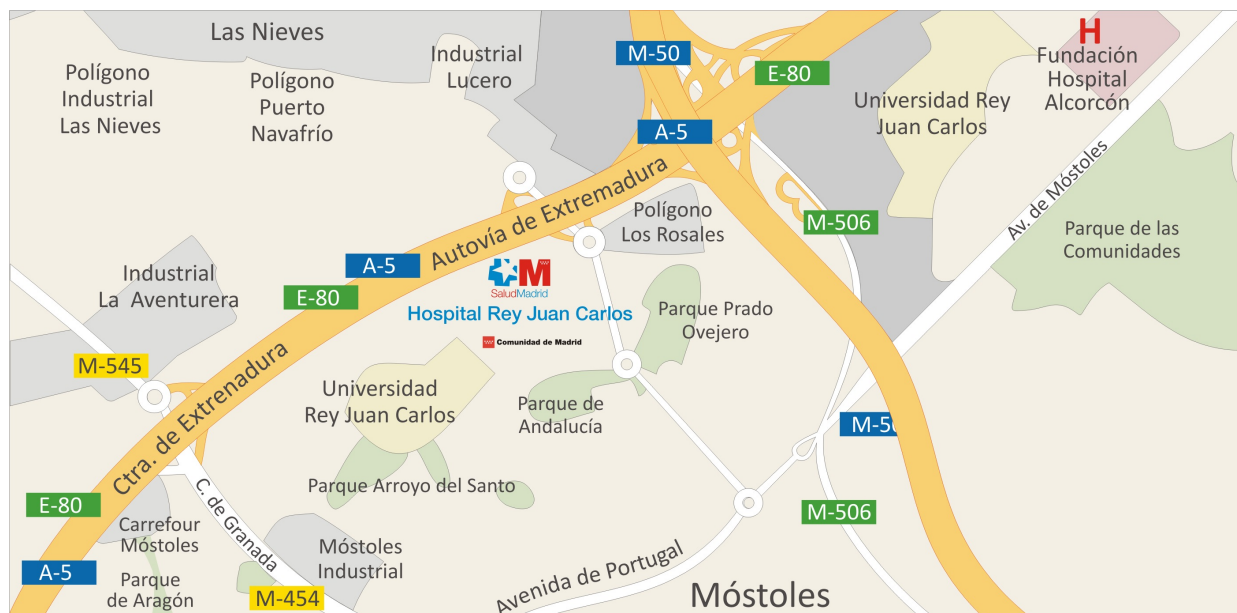 Las Nieves
Polígono
Industrial
Las Nieves
Polígono
Puerto
Navafrío
Industrial
Lucero
M-50
E-80
A-5
H
Fundación
Hospital
Alcorcón
Universidad Rey
Juan Carlos
Av. de Móstoles
Parque de las
Comunidades
M-506
Polígono
Los Rosales
Autovía de Extremadura
A-5
E-80
Industrial
La Aventurera
M
SaludMadrid
Hospital Rey Juan Carlos
Comunidad de Madrid
Parque Prado
Ovejero
M-545
Ctra. de Extrenadura
Universidad
Rey Juan Carlos
Parque de
Andalucía
M-50
Parque Arroyo del Santo
C. de Granada
E-80
M-506
Carrefour
Móstoles
Móstoles
Industrial
A-5
Parque
de Aragón
M-454
Avenida de Portugal
Móstoles